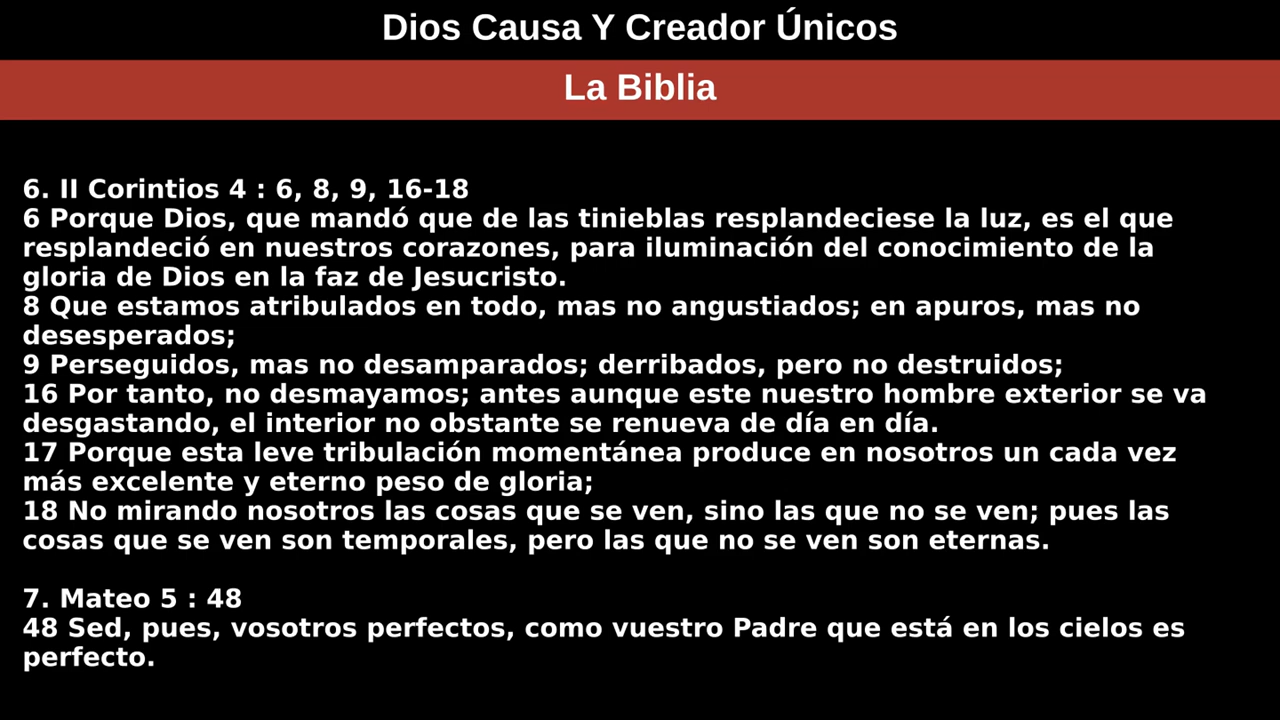 Dios Causa Y Creador Únicos
La Biblia
6. II Corintios 4 : 6, 8, 9, 16-18
6 Porque Dios, que mandó que de las tinieblas resplandeciese la luz, es el que
resplandeció en nuestros corazones, para iluminación del conocimiento de la
gloria de Dios en la faz de Jesucristo.
8 Que estamos atribulados en todo, mas no angustiados; en apuros, mas no
desesperados;
9 Perseguidos, mas no desamparados; derribados, pero no destruidos;
16 Por tanto, no desmayamos; antes aunque este nuestro hombre exterior se va
desgastando, el interior no obstante se renueva de día en día.
17 Porque esta leve tribulación momentánea produce en nosotros un cada vez
más excelente y eterno peso de gloria;
18 No mirando nosotros las cosas que se ven, sino las que no se ven; pues las
cosas que se ven son temporales, pero las que no se ven son eternas.
7. Mateo 5 : 48
48 Sed, pues, vosotros perfectos, como vuestro Padre que está en los cielos es
perfecto.